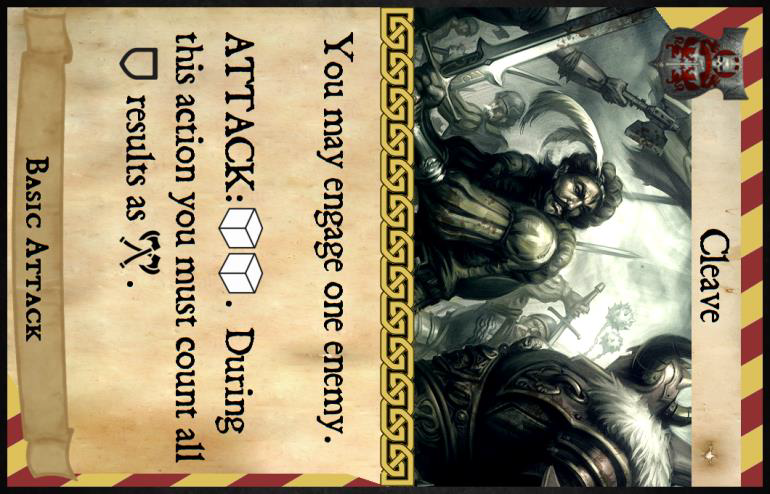 Cleave
You may engage one enemy.
ATTACK: . During
this action you must count all
results as .
Basic Attack